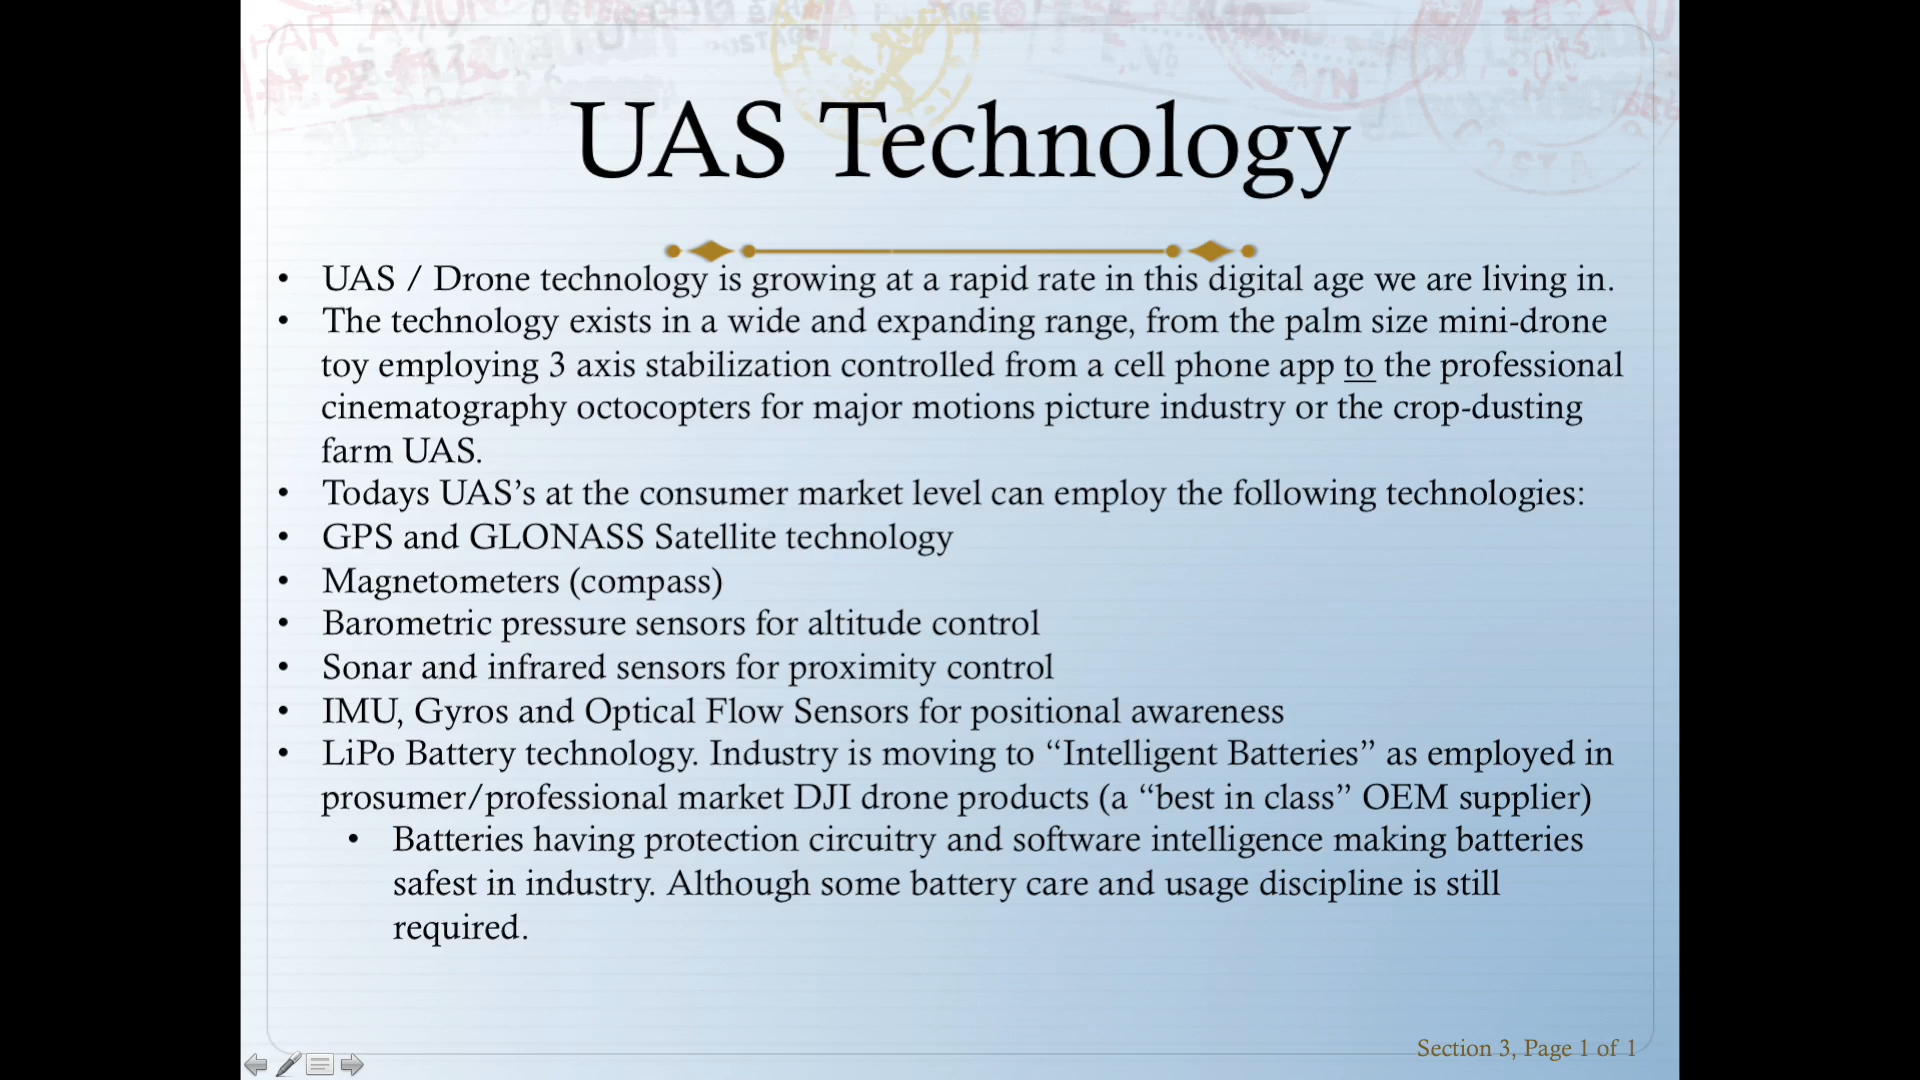 PAR AVION
UAS Technology
• UAS / Drone technology is growing at a rapid rate in this digital age we are living in.
• The technology exists in a wide and expanding range, from the palm size mini-drone
toy employing 3 axis stabilization controlled from a cell phone app to the professional
cinematography octocopters for major motions picture industry or the crop-dusting
farm UAS.
• Todays UAS’s at the consumer market level can employ the following technologies:
• GPS and GLONASS Satellite technology
• Magnetometers (compass)
• Barometric pressure sensors for altitude control
• Sonar and infrared sensors for proximity control
• IMU, Gyros and Optical Flow Sensors for positional awareness
• LiPo Battery technology. Industry is moving to “Intelligent Batteries” as employed in
prosumer/professional market DJI drone products (a “best in class” OEM supplier)
• Batteries having protection circuitry and software intelligence making batteries
safest in industry. Although some battery care and usage discipline is still
required.
Section 3, Page 1 of 1